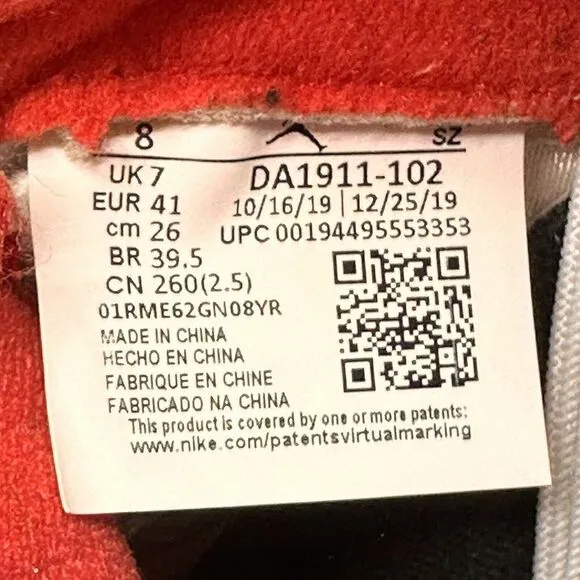 8 SZ
UK 7 DA1911-102
EUR 41 10/16/19 | 12/25/19
cm 26 UPC 00194495553353
BR 39.5
CN 260(2.5)
01RME62GN08YR
MADE IN CHINA
HECHO EN CHINA
FABRIQUE EN CHINE
FABRICADO NA CHINA
This product is covered by one or more patents:
www.nike.com/patentsvirtualmarking